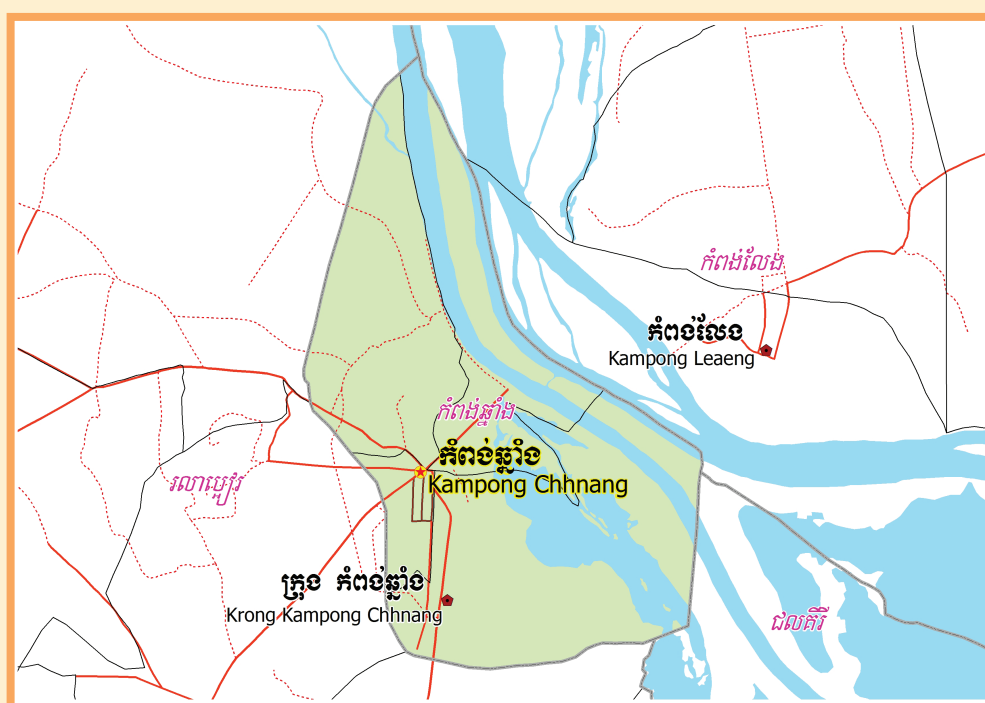 កំពង់លែង
កំពង់លែង
Kampong Leaeng
កំពង់ឆ្នាំង
កំពង់ឆ្នាំង
Kampong Chhnang
រលាប្អៀរ
ក្រុង កំពង់ឆ្នាំង
Krong Kampong Chhnang
ជលគិរី